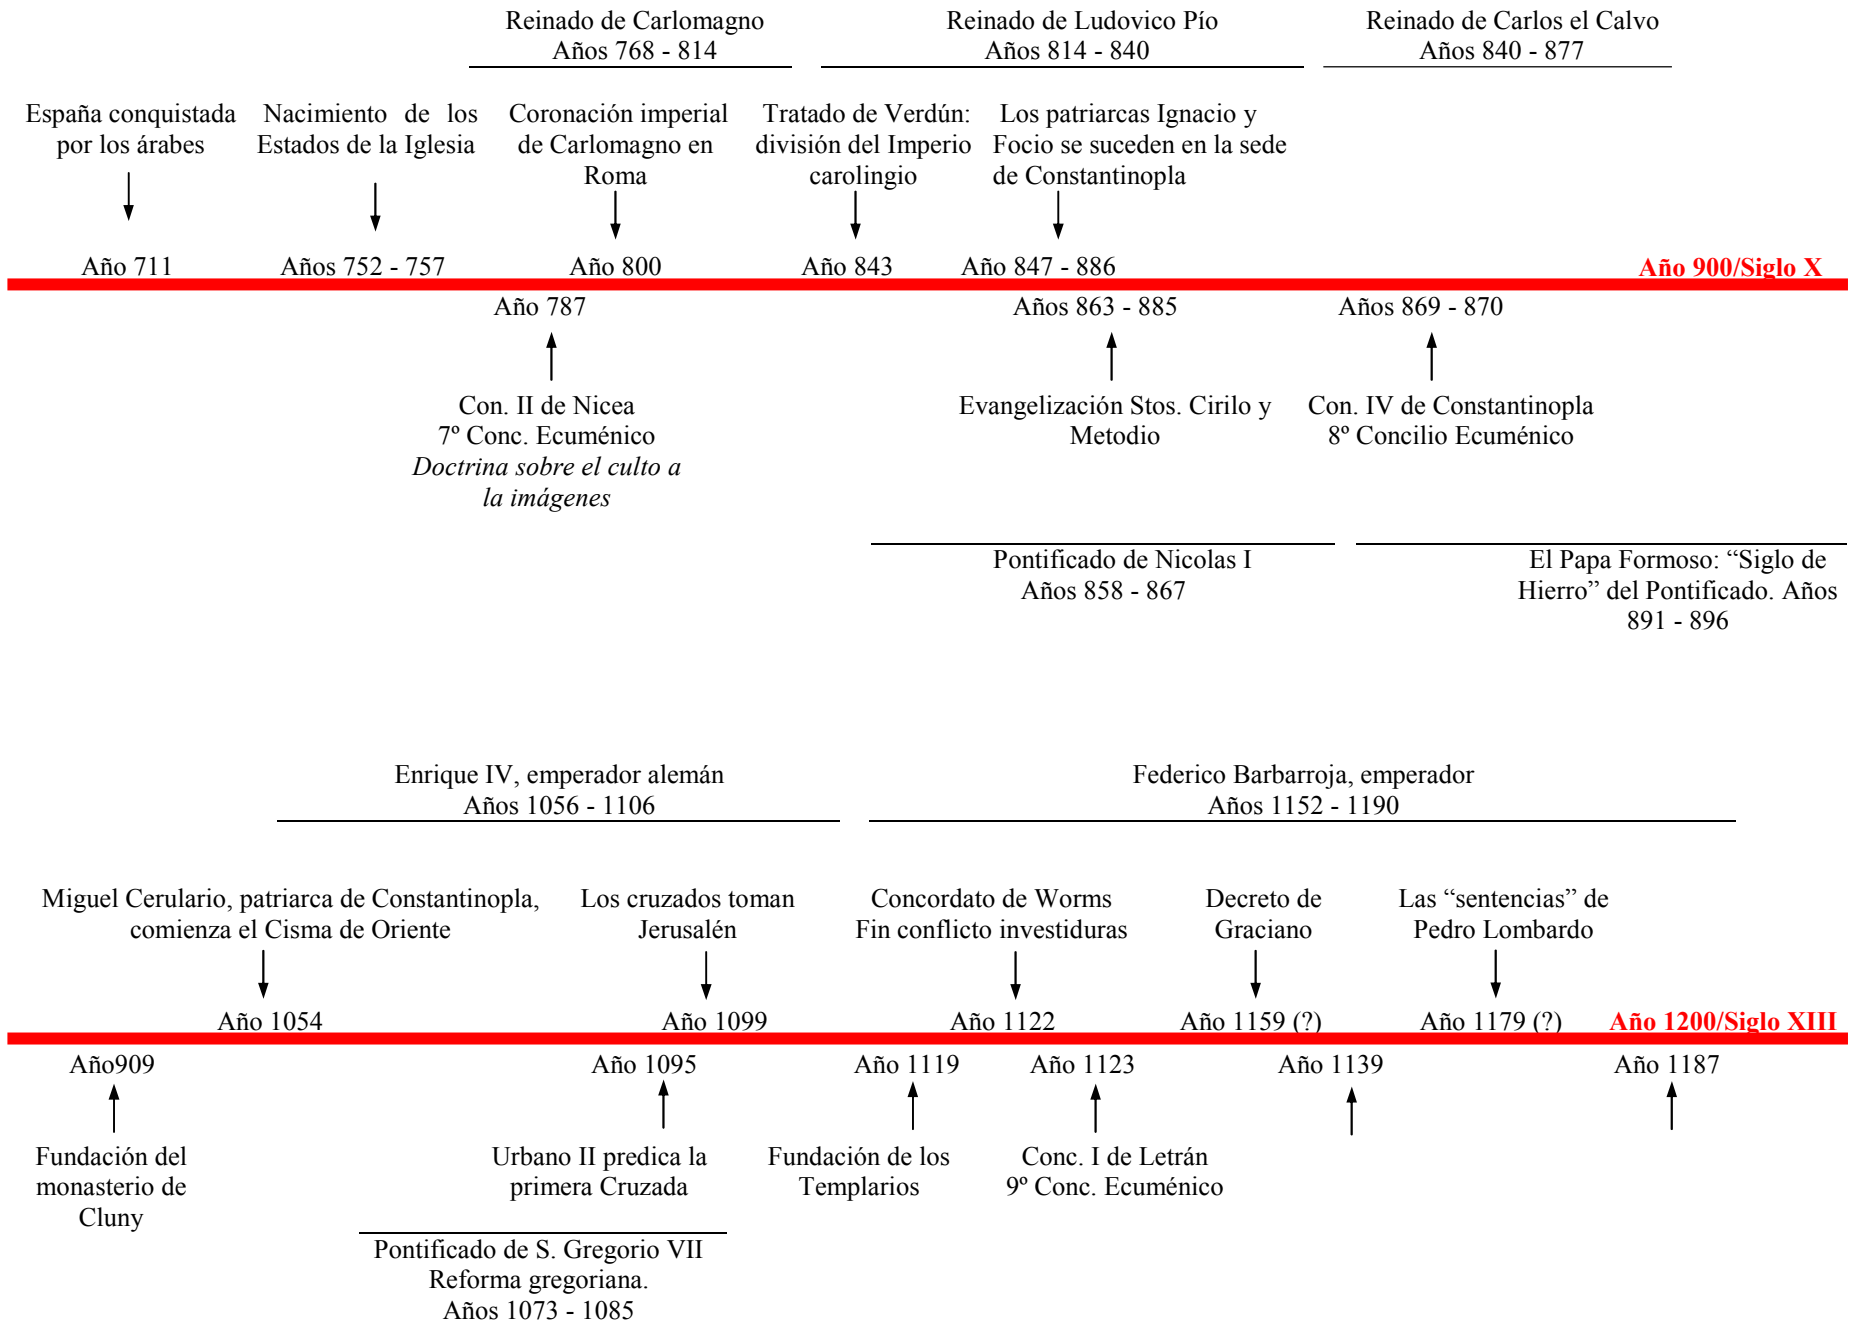 Reinado de Carlomagno
Años 768 - 814
Reinado de Ludovico Pío
Años 814 - 840
Reinado de Carlos el Calvo
Años 840 - 877
España conquistada
por los árabes
Nacimiento de los
Estados de la Iglesia
Coronación imperial
de Carlomagno en
Roma
Tratado de Verdún:
división del Imperio
carolingio
Los patriarcas Ignacio y
Focio se suceden en la sede
de Constantinopla
Año 711
Años 752 - 757
Año 800
Año 843
Año 847 - 886
Año 900/Siglo X
Año 787
Años 863 - 885
Años 869 - 870
Con. II de Nicea
7º Conc. Ecuménico
Doctrina sobre el culto a
la imágenes
Evangelización Stos. Cirilo y
Metodio
Con. IV de Constantinopla
8º Concilio Ecuménico
Pontificado de Nicolas I
Años 858 - 867
El Papa Formoso: “Siglo de
Hierro” del Pontificado. Años
891 - 896
Enrique IV, emperador alemán
Años 1056 - 1106
Federico Barbarroja, emperador
Años 1152 - 1190
Miguel Cerulario, patriarca de Constantinopla,
comienza el Cisma de Oriente
Los cruzados toman
Jerusalén
Concordato de Worms
Fin conflicto investiduras
Decreto de
Graciano
Las “sentencias” de
Pedro Lombardo
Año 1054
Año 1099
Año 1122
Año 1159 (?)
Año 1179 (?)
Año 1200/Siglo XIII
Año909
Año 1095
Año 1119
Año 1123
Año 1139
Año 1187
Fundación del
monasterio de
Cluny
Urbano II predica la
primera Cruzada
Fundación de los
Templarios
Conc. I de Letrán
9º Conc. Ecuménico
Pontificado de S. Gregorio VII
Reforma gregoriana.
Años 1073 - 1085